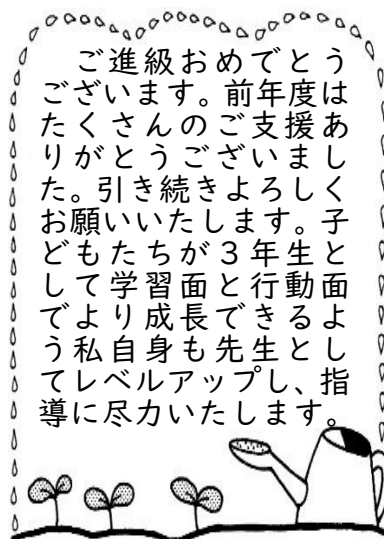 ご進級おめでとう
ございます。前年度は
たくさんのご支援あ
りがとうございまし
た。引き続きよろしく
お願いいたします。子
どもたちが３年生と
して学習面と行動面
でより成長できるよ
う私自身も先生とし
てレベルアップし、指
導に尽力いたします。